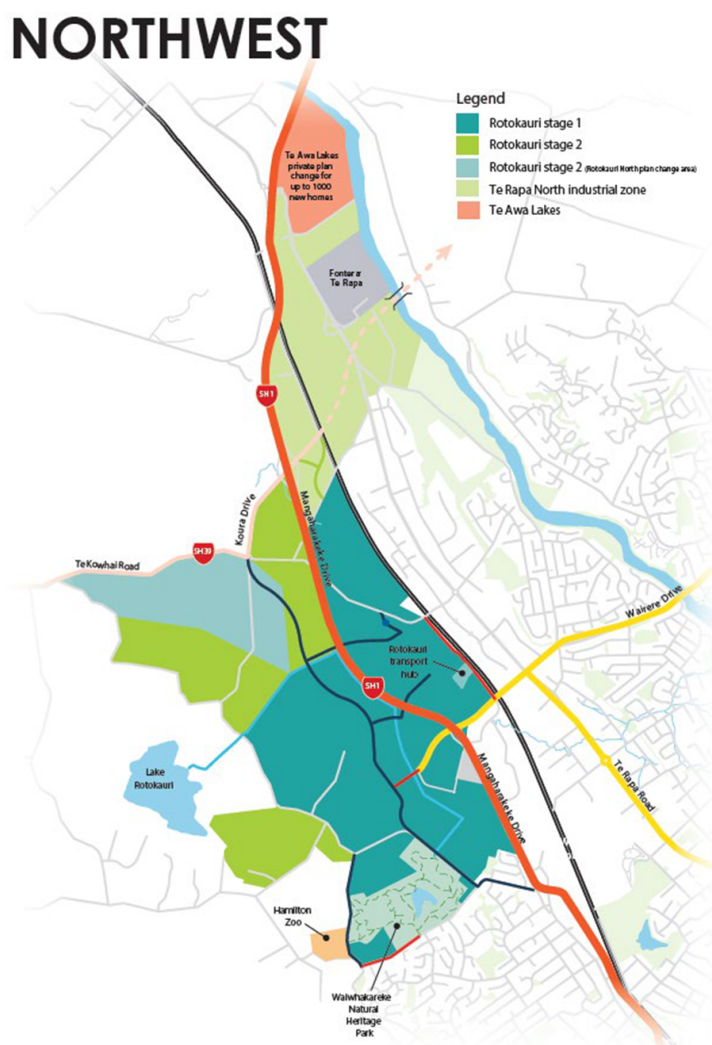 NORTHWEST
Legend
Rotokauri stage 1
Rotokauri stage 2
Rotokauri stage 2 (Rotokauri North plan change area)
Te Rapa North industrial zone
Te Awa Lakes
Te Awa Lakes
private plan
change for
up to 1000
new homes
Fonterra
Te Rapa
SH1
Koura Drive
Mangaharakeke Drive
SH39
Te Kowhai Road
Wairere Drive
Rotokauri
transport
hub
SH1
Lake
Rotokauri
Mangaharakeke Drive
Te Rapa Road
Hamilton
Zoo
Waiwhakareke
Natural
Heritage
Park